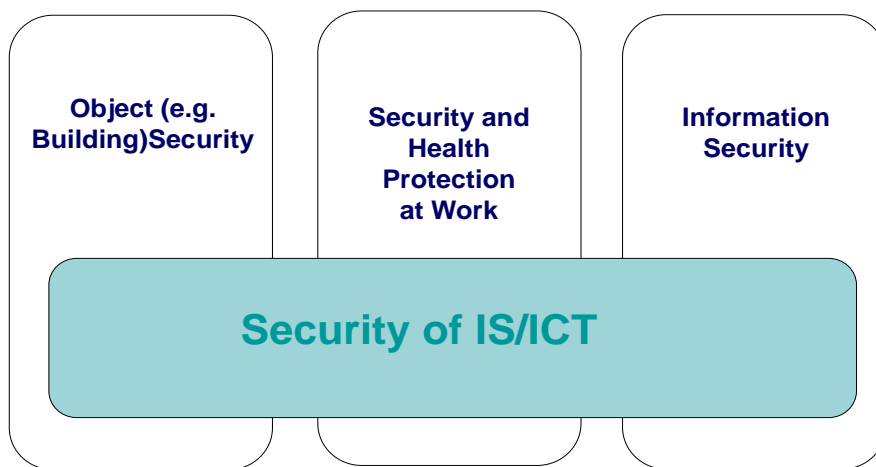 Object (e.g.
Building)Security
Security and
Health
Protection
at Work
Information
Security
Security of IS/ICT